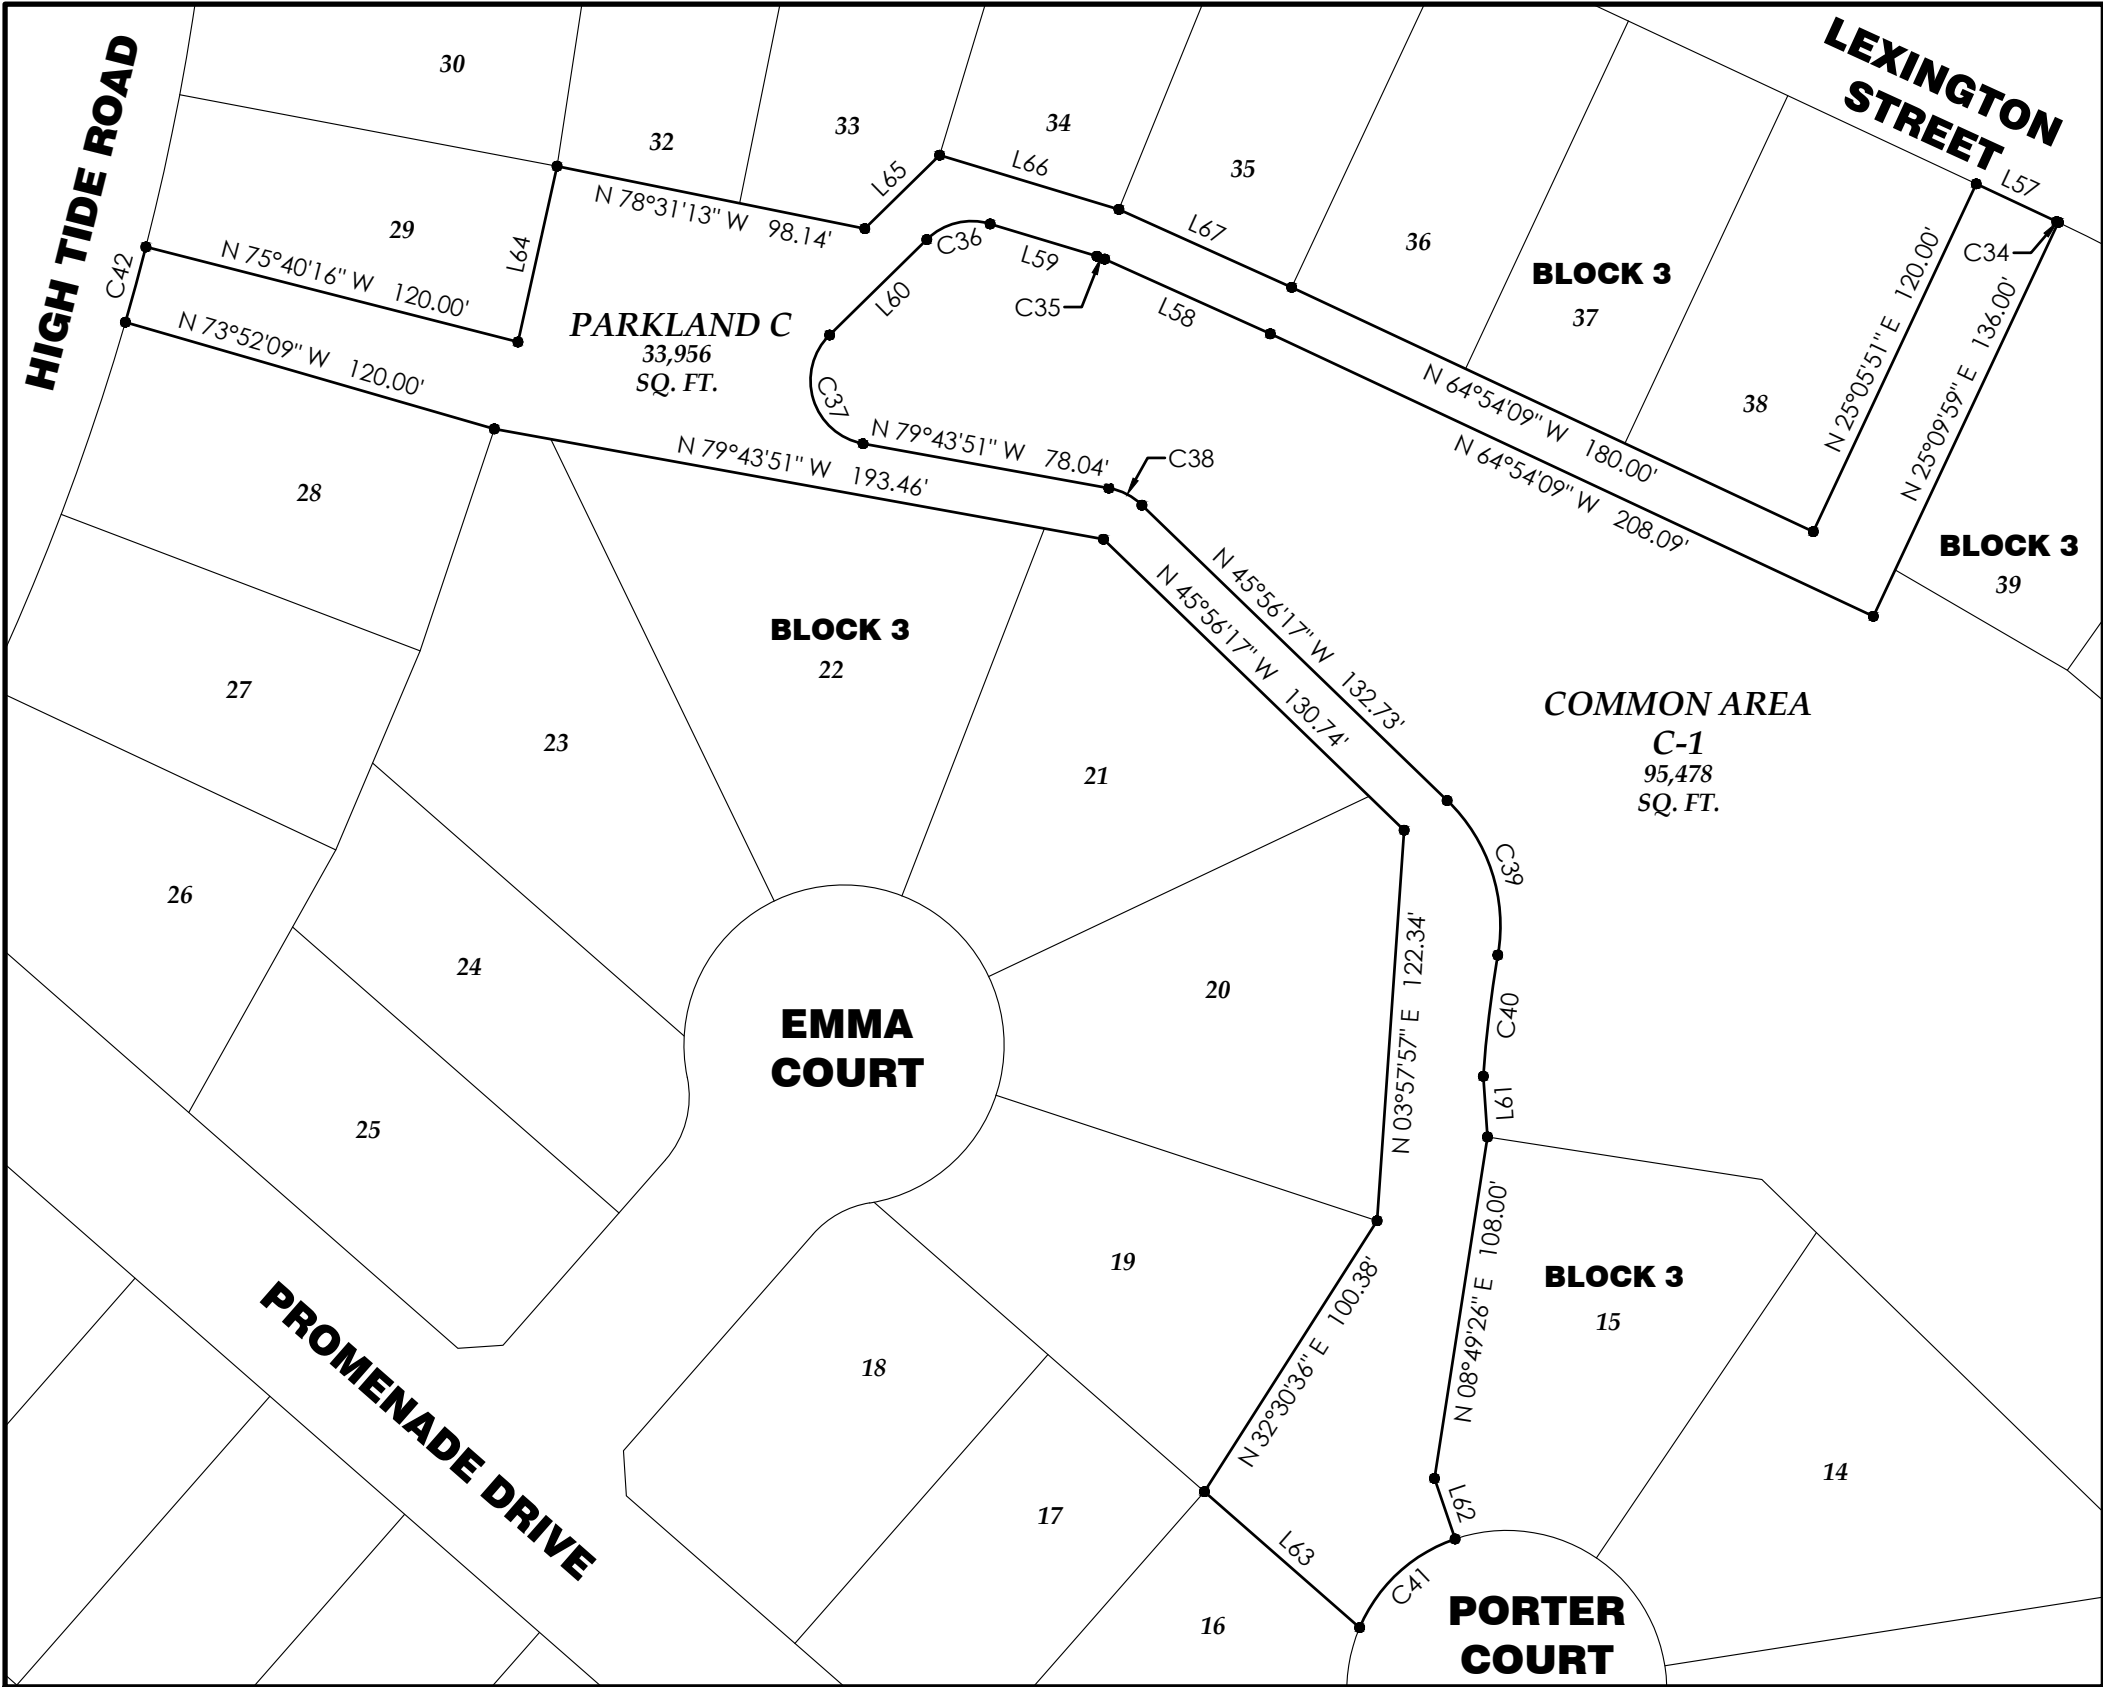 LEXINGTON
STREET
HIGH TIDE ROAD
30
32
33
34
35
36
BLOCK 3
37
38
29
L57
C34
L66
L65
L67
N 78°31'13" W 98.14'
L64
C36
L59
C35
L58
L60
C42
N 75°40'16" W 120.00'
N 73°52'09" W 120.00'
PARKLAND C
33,956
SQ. FT.
N 25°05'51" E 120.00'
N 25°09'59" E 136.00'
N 64°54'09" W 180.00'
N 64°54'09" W 208.09'
C37
N 79°43'51" W 78.04'
C38
N 79°43'51" W 193.46'
28
BLOCK 3
39
BLOCK 3
22
N 45°56'17" W 132.73'
N 45°56'17" W 130.74'
27
23
21
COMMON AREA
C-1
95,478
SQ. FT.
26
24
20
C39
C40
N 03°57'57" E 122.34'
EMMA
COURT
L61
25
19
N 08°49'26" E 108.00'
BLOCK 3
15
N 32°30'36" E 100.38'
18
14
PROMENADE DRIVE
17
L62
L63
C41
16
PORTER
COURT